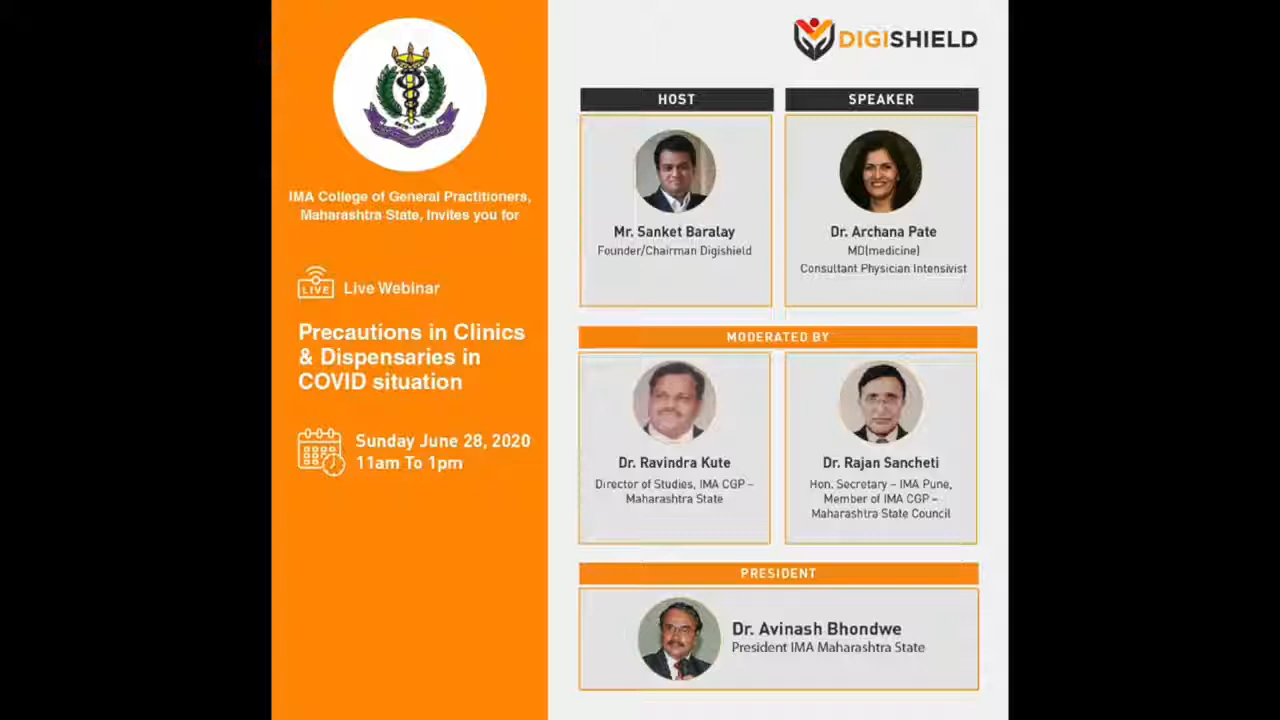 IMA College of General Practitioners,
Maharashtra State, Invites you for
LIVE
Live Webinar
Precautions in Clinics
& Dispensaries in
COVID situation
Sunday June 28, 2020
11am To 1pm
DIGISHIELD
HOST
Mr. Sanket Baralay
Founder/Chairman Digishield
SPEAKER
Dr. Archana Pate
MD(medicine)
Consultant Physician Intensivist
MODERATED BY
Dr. Ravindra Kute
Director of Studies, IMA CGP –
Maharashtra State
Dr. Rajan Sancheti
Hon. Secretary – IMA Pune,
Member of IMA CGP –
Maharashtra State Council
PRESIDENT
Dr. Avinash Bhondwe
President IMA Maharashtra State